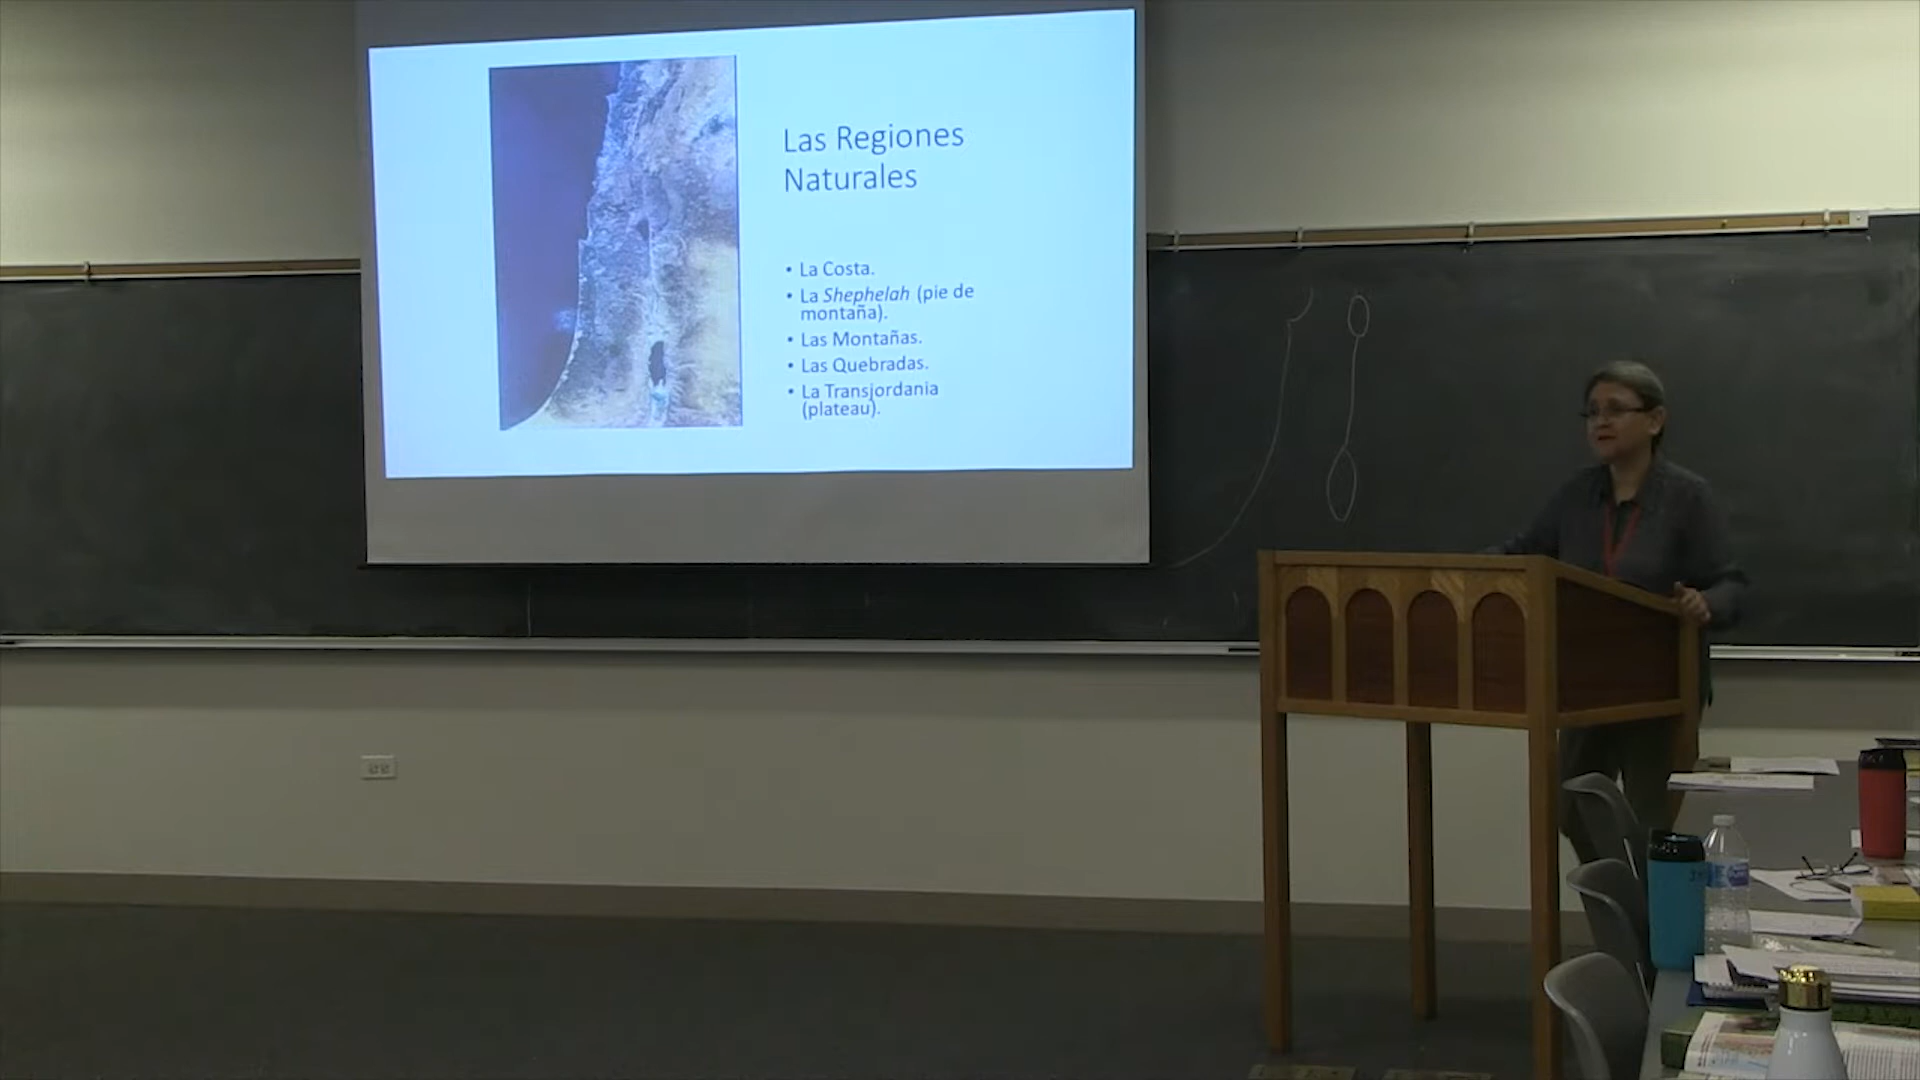 Las Regiones
Naturales
• La Costa.
• La Shephelah (pie de
montaña).
• Las Montañas.
• Las Quebradas.
• La Transjordania
(plateau).